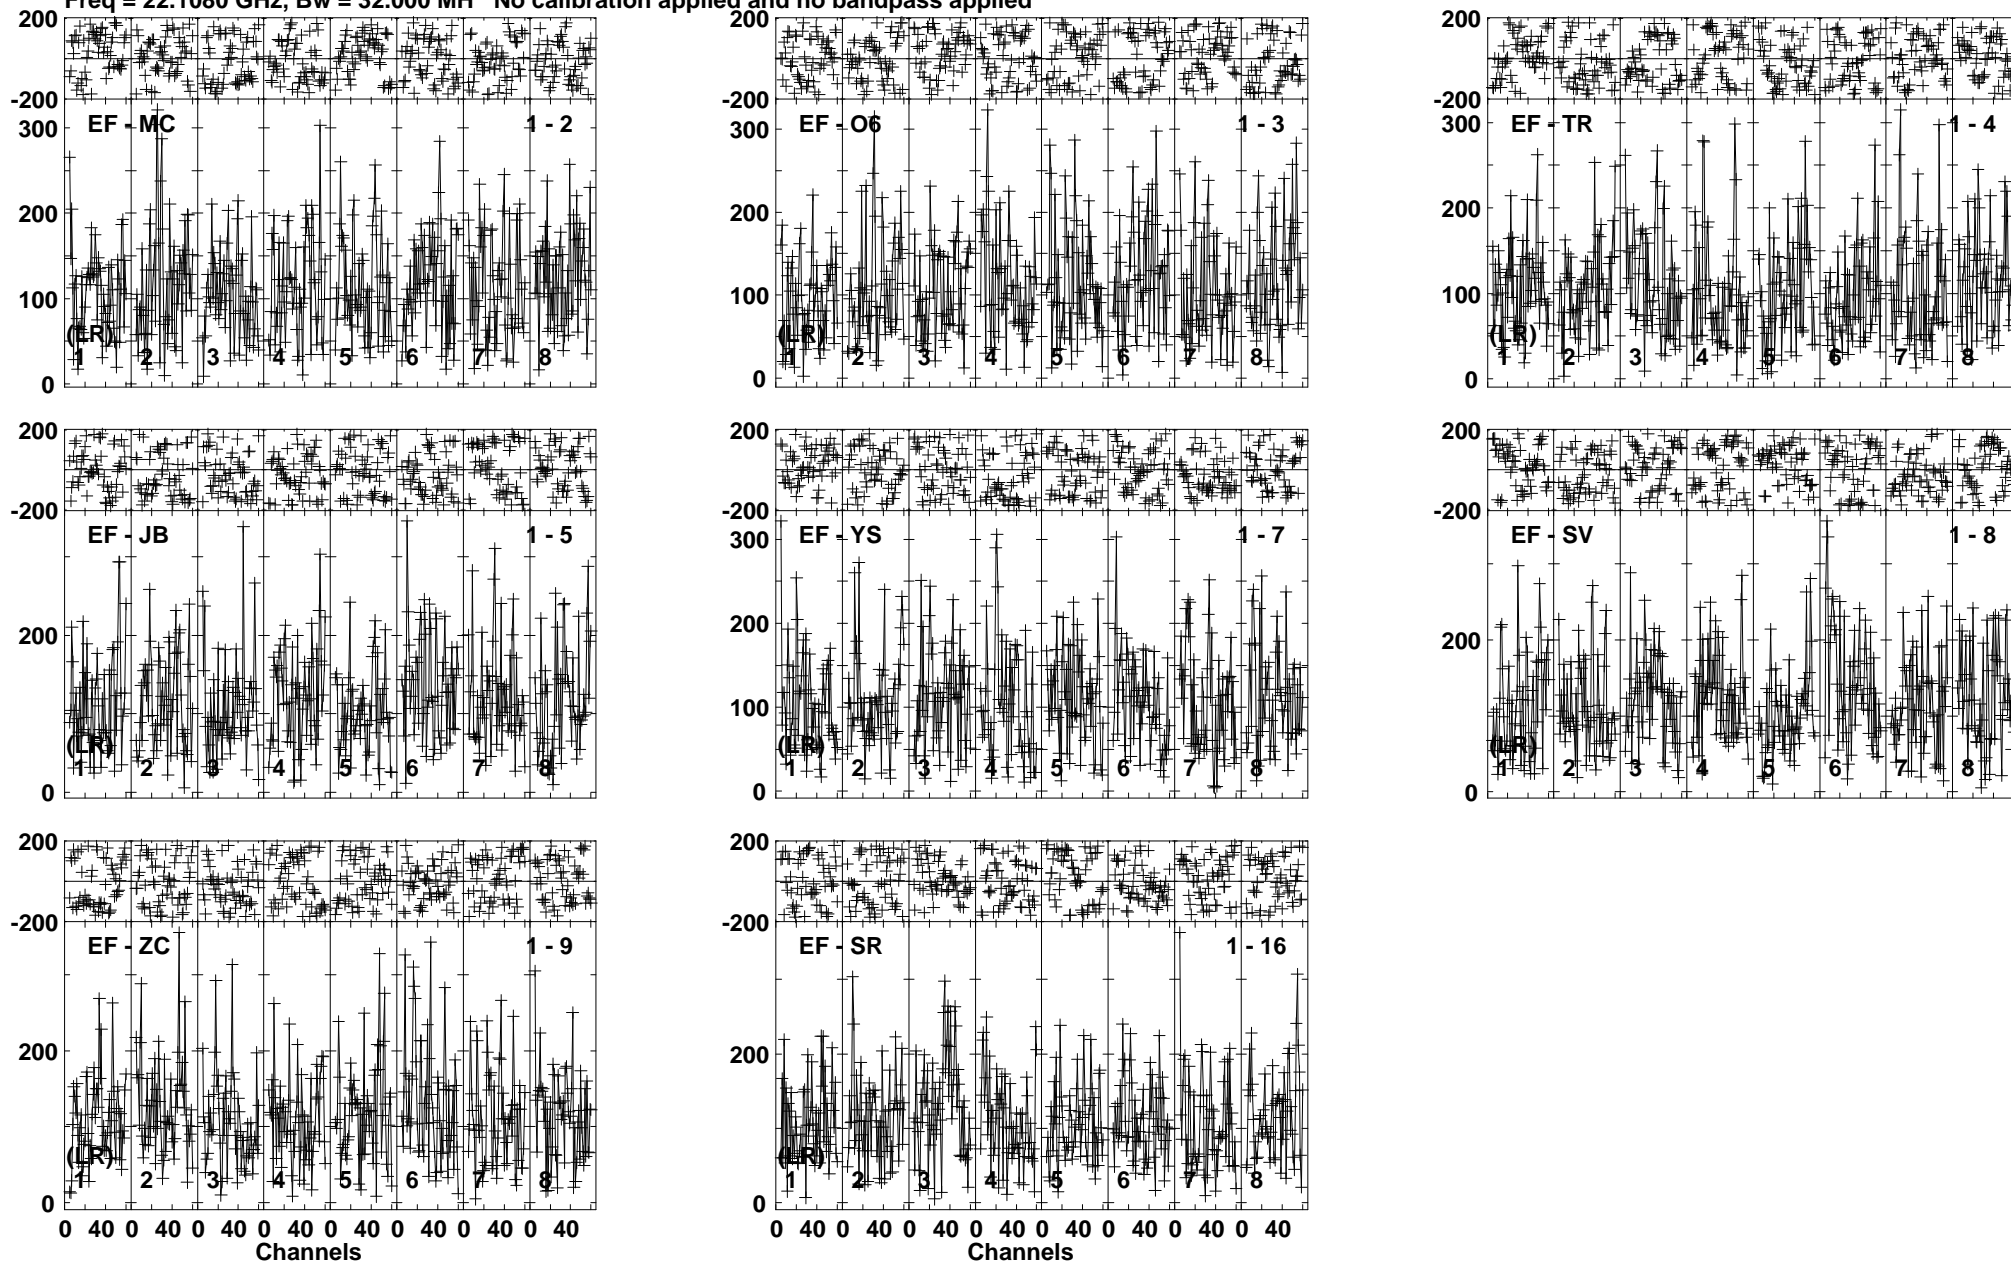 Freq = 22.1080 GHz, Bw = 32.000 MH No calibration applied and no bandpass applied
200
-200
EF - MC 1 - 2
300
200
100
0
(LR)
1 2 3 4 5 6 7 8
200
-200
EF - O6 1 - 3
300
200
100
0
(LR)
1 2 3 4 5 6 7 8
200
-200
EF - TR 1 - 4
300
200
100
0
(LR)
1 2 3 4 5 6 7 8
200
-200
EF - JB 1 - 5
200
0
(LR)
1 2 3 4 5 6 7 8
200
-200
EF - YS 1 - 7
300
200
100
0
(LR)
1 2 3 4 5 6 7 8
200
-200
EF - SV 1 - 8
200
0
(LR)
1 2 3 4 5 6 7 8
200
-200
EF - ZC 1 - 9
200
0
(LR)
1 2 3 4 5 6 7 8
0 40 0 40 0 40 0 40 0 40 0 40 0 40 0 40
Channels
200
-200
EF - SR 1 - 16
200
0
(LR)
1 2 3 4 5 6 7 8
0 40 0 40 0 40 0 40 0 40 0 40 0 40 0 40
Channels